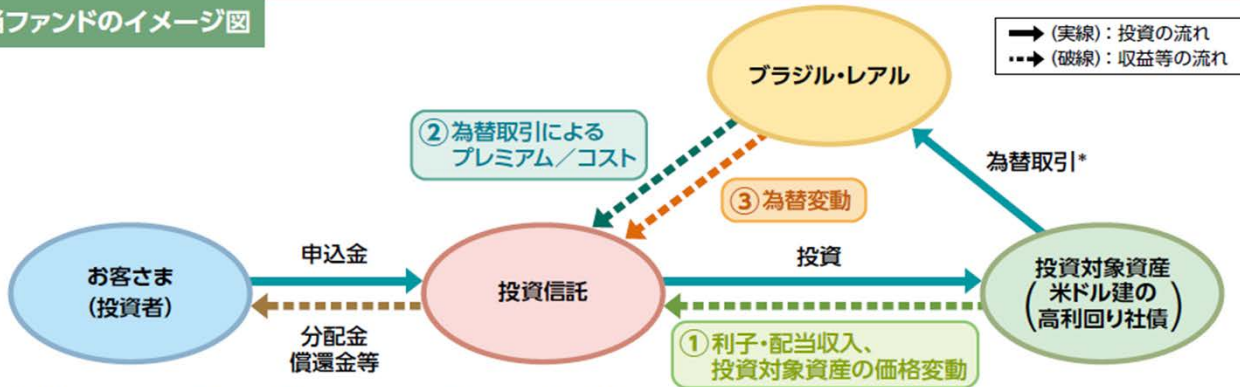 当ファンドのイメージ図
(実線):投資の流れ
(破線):収益等の流れ
ブラジル・レアル
②為替取引による
プレミアム/コスト
為替取引*
③為替変動
お客さま
(投資者)
申込金
分配金
償還金等
投資信託
投資
①利子・配当収入、
投資対象資産の価格変動
投資対象資産
(米ドル建の
高利回り社債)